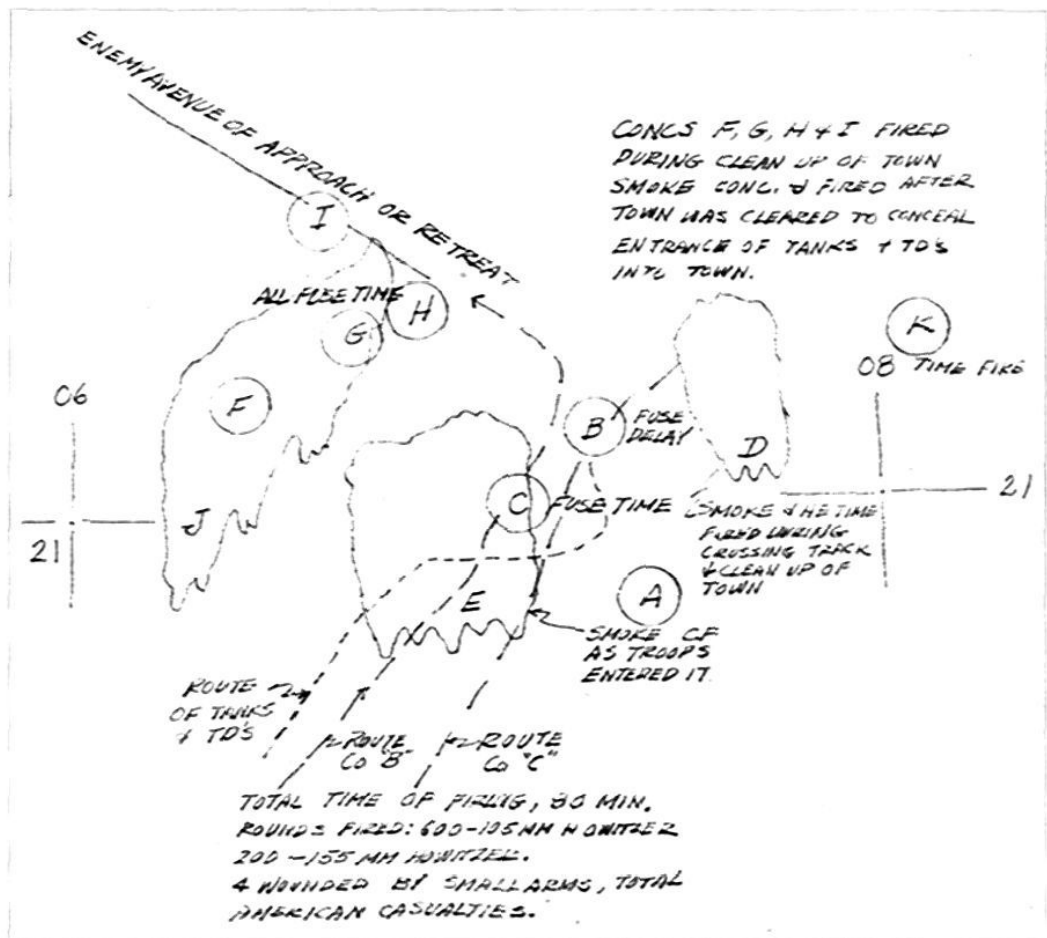 ENEMY AVENUE OF APPROACH OR RETREAT
CONCS F, G, H & I FIRED
DURING CLEAN UP OF TOWN
SMOKE CONC. FIRED AFTER
TOWN WAS CLEARED TO CONCEAL
ENTRANCE OF TANKS & TD'S
INTO TOWN.
I
ALL FUSE TIME
H
G
K
08 TIME FIRE
06
F
B FUSE
DELAY
D
C FUSE TIME
21
J
21
SMOKE & HE TIME
FIRED DURING
CROSSING TRACK
& CLEAN UP OF
TOWN
E
A
SMOKE
AS TROOPS
ENTERED IT
ROUTE
OF TANKS
& TD'S
ROUTE
Co "B"
ROUTE
Co "C"
TOTAL TIME OF FIRING, MIN.
ROUNDS FIRED: 600-105 MM HOWITZER
200-155 MM HOWITZER.
4 WOUNDED BY SMALL ARMS, TOTAL
AMERICAN CASUALTIES.